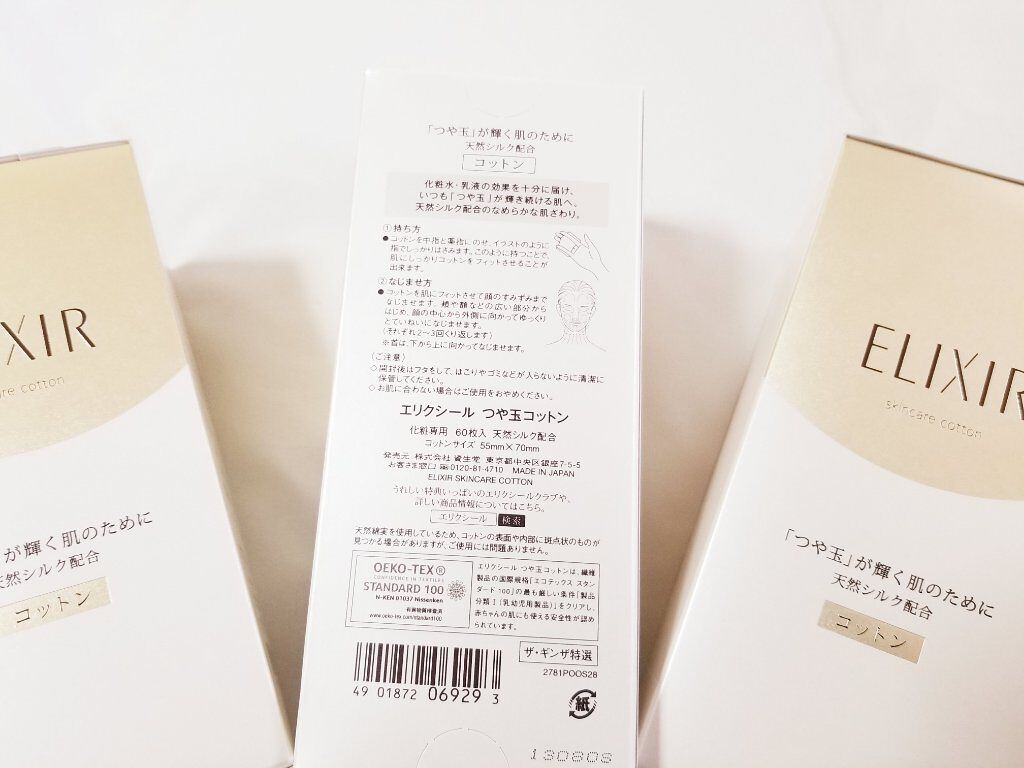 XIR
care cotton
が輝く肌のために
天然シルク配合
コットン
「つや玉」が輝く肌のために
天然シルク配合
コットン
化粧水・乳液の効果を十分に届け、
いつも「つや玉」が輝き続ける肌へ。
天然シルク配合のなめらかな肌ざわり。
① 持ち方
● コットンを中指と薬指にのせ、イラストのように
指でしっかりはさみます。このように持つことで、
肌にしっかりコットンをフィットさせることが
出来ます。
② なじませ方
● コットンを肌にフィットさせて顔のすみずみまで
なじませます。頬や額などの広い部分から
はじめ、顔の中心から外側に向かってゆっくり
とていねいになじませます。
(それぞれ2〜3回くり返します)
※首は、下から上に向かってなじませます。
〈ご注意〉
◇開封後はフタをして、ほこりやゴミなどが入らないように清潔に
保管してください。
◇お肌に合わない場合はご使用をおやめください。
エリクシール つや玉コットン
化粧専用 60枚入 天然シルク配合
コットンサイズ 55mm×70mm
発売元 株式会社 資生堂 東京都中央区銀座7-5-5
お客さま窓口 0120-81-4710 MADE IN JAPAN
ELIXIR SKINCARE COTTON
うれしい特典いっぱいのエリクシールクラブや、
詳しい商品情報についてはこちら。
エリクシール 検索
天然綿実を使用しているため、コットンの表面や内部に斑点状のものが
見つかる場合がありますが、ご使用には問題ありません。
OEKO-TEX®
CONFIDENCE IN TEXTILES
STANDARD 100
N-KEN 01037 Nissenken
有害物質検査済
www.oeko-tex.com/standard100
エリクシール つや玉コットンは、繊維
製品の国際規格「エコテックス スタン
ダード 100」の最も厳しい条件「製品
分類Ⅰ(乳幼児用製品)」をクリアし、
赤ちゃんの肌にも使える安全性が認め
られています。
ザ・ギンザ特選
2781POOS28
4 901872 069293
紙
1308OS
ELIXIR
skincare cotton
「つや玉」が輝く肌のために
天然シルク配合
コットン